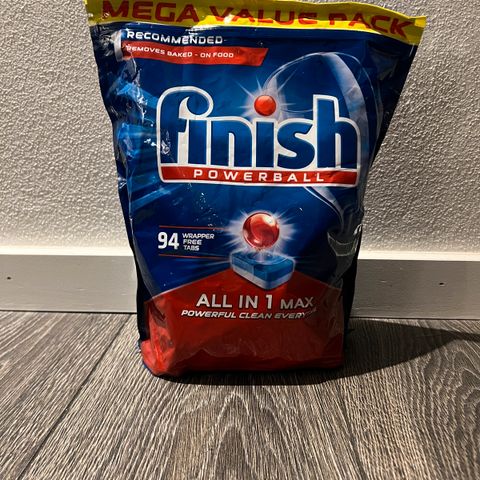 MEGA VALUE PACK
RECOMMENDED
REMOVES BAKED - ON FOOD
finish
POWERBALL
94 WRAPPER
FREE
TABS
ALL IN 1 MAX
POWERFUL CLEAN